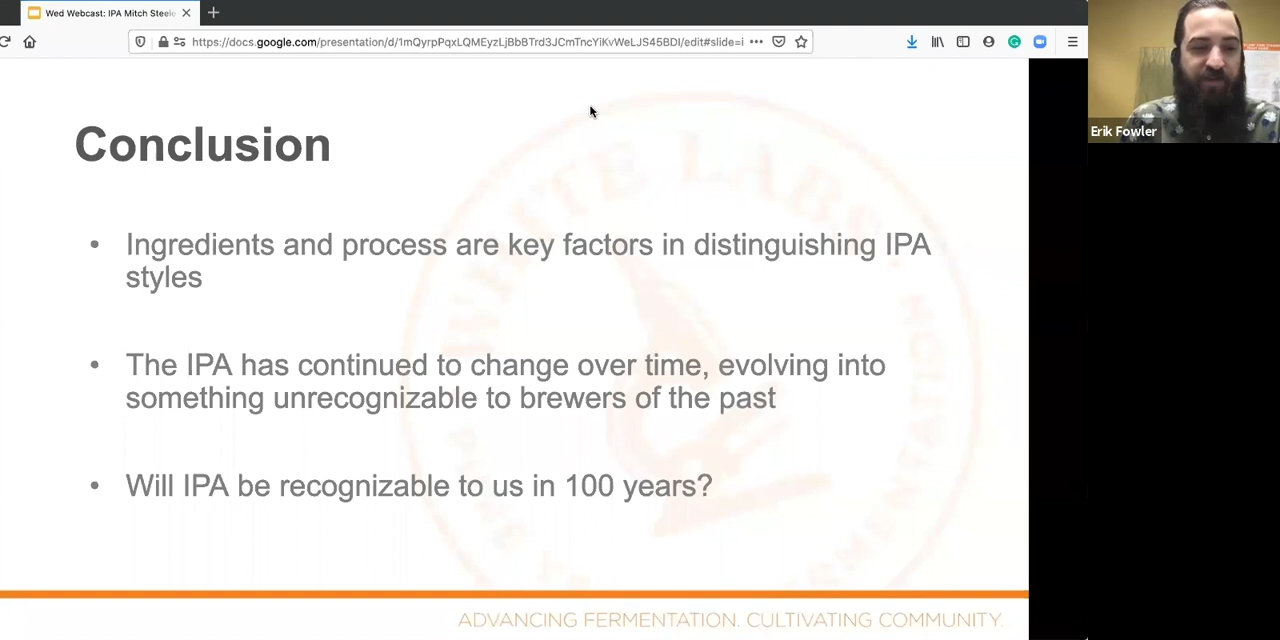 Wed Webcast: IPA Mitch Steele
https://docs.google.com/presentation/d/1mQyrpPqxLQMEyzLjBbBTrd3JCmTncYiKvWeLJS45BDI/edit#slide=i
Erik Fowler
WHITE LABS
Conclusion
• Ingredients and process are key factors in distinguishing IPA
styles
• The IPA has continued to change over time, evolving into
something unrecognizable to brewers of the past
• Will IPA be recognizable to us in 100 years?
ADVANCING FERMENTATION. CULTIVATING COMMUNITY.